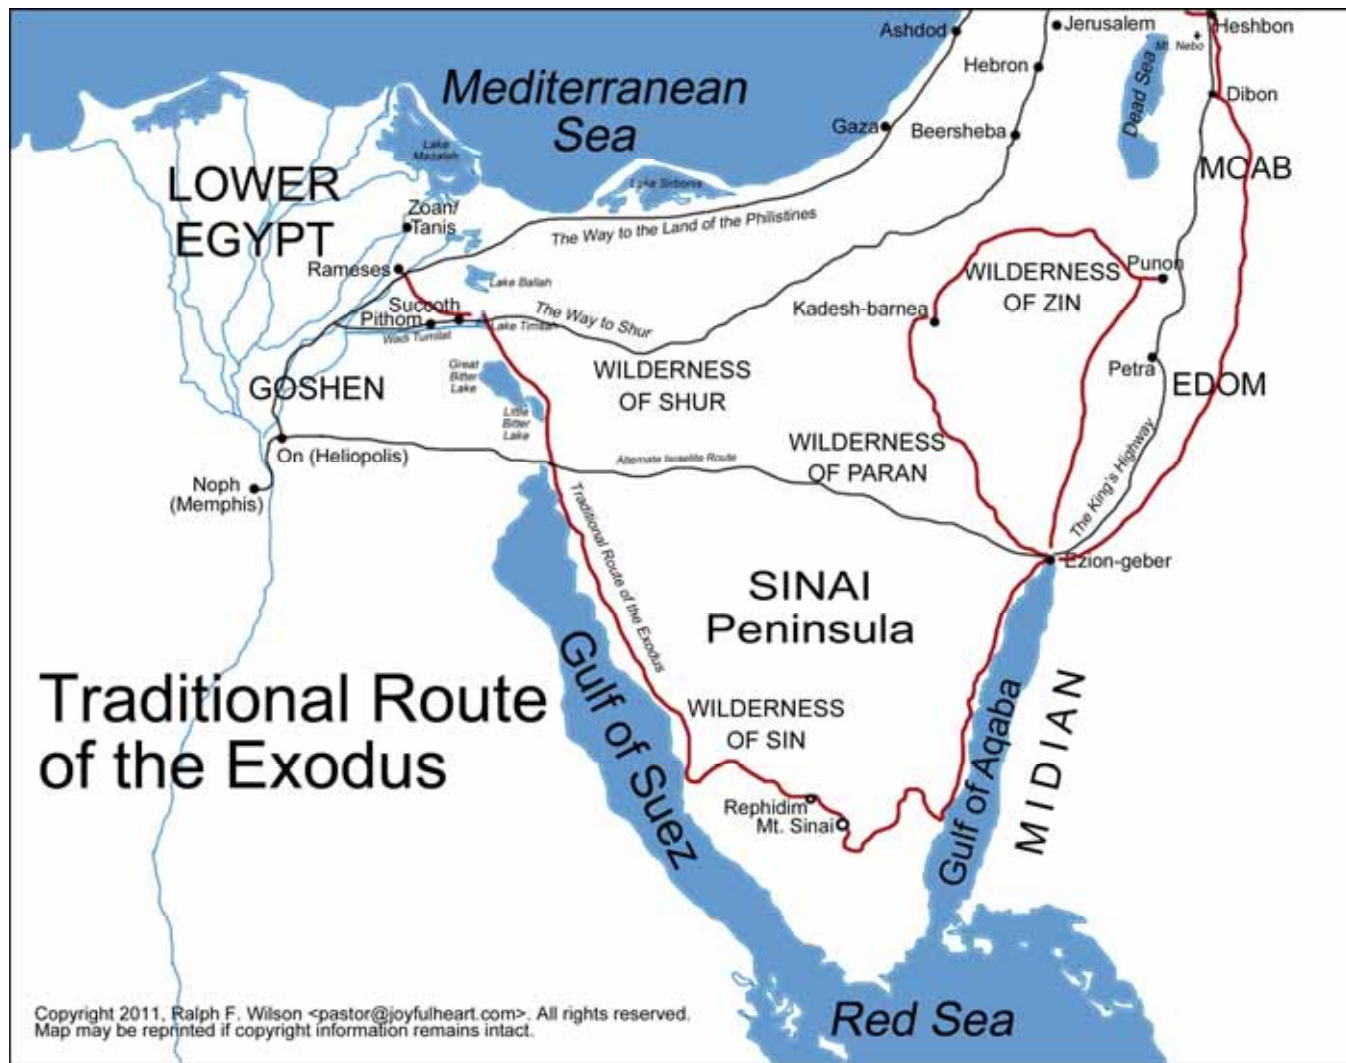 Ashdod
Jerusalem
Heshbon
Mt. Nebo
Hebron
Mediterranean
Sea
Dead Sea
Dibon
Gaza
Beersheba
Lake
LOWER
EGYPT
Lake Sirbonis
MOAB
Zoan/
Tanis
The Way to the Land of the Philistines
Rameses
Lake Ballah
WILDERNESS
OF ZIN
Punon
Kadesh-barnea
Succoth
Pithom
Lake Timsah
The Way to Shur
Wadi Tumilat
Great
Bitter
Lake
WILDERNESS
OF SHUR
Petra
EDOM
GOSHEN
Little
Bitter
Lake
On (Heliopolis)
Alternate Israelite Route
WILDERNESS
OF PARAN
The King's Highway
Noph
(Memphis)
Traditional Route of the Exodus
Ezion-geber
SINAI
Peninsula
Gulf of Suez
Gulf of Aqaba
MIDIAN
Traditional Route
of the Exodus
WILDERNESS
OF SIN
Rephidim
Mt. Sinai
Red Sea
Copyright 2011, Ralph F. Wilson <pastor@joyfulheart.com>. All rights reserved.
Map may be reprinted if copyright information remains intact.